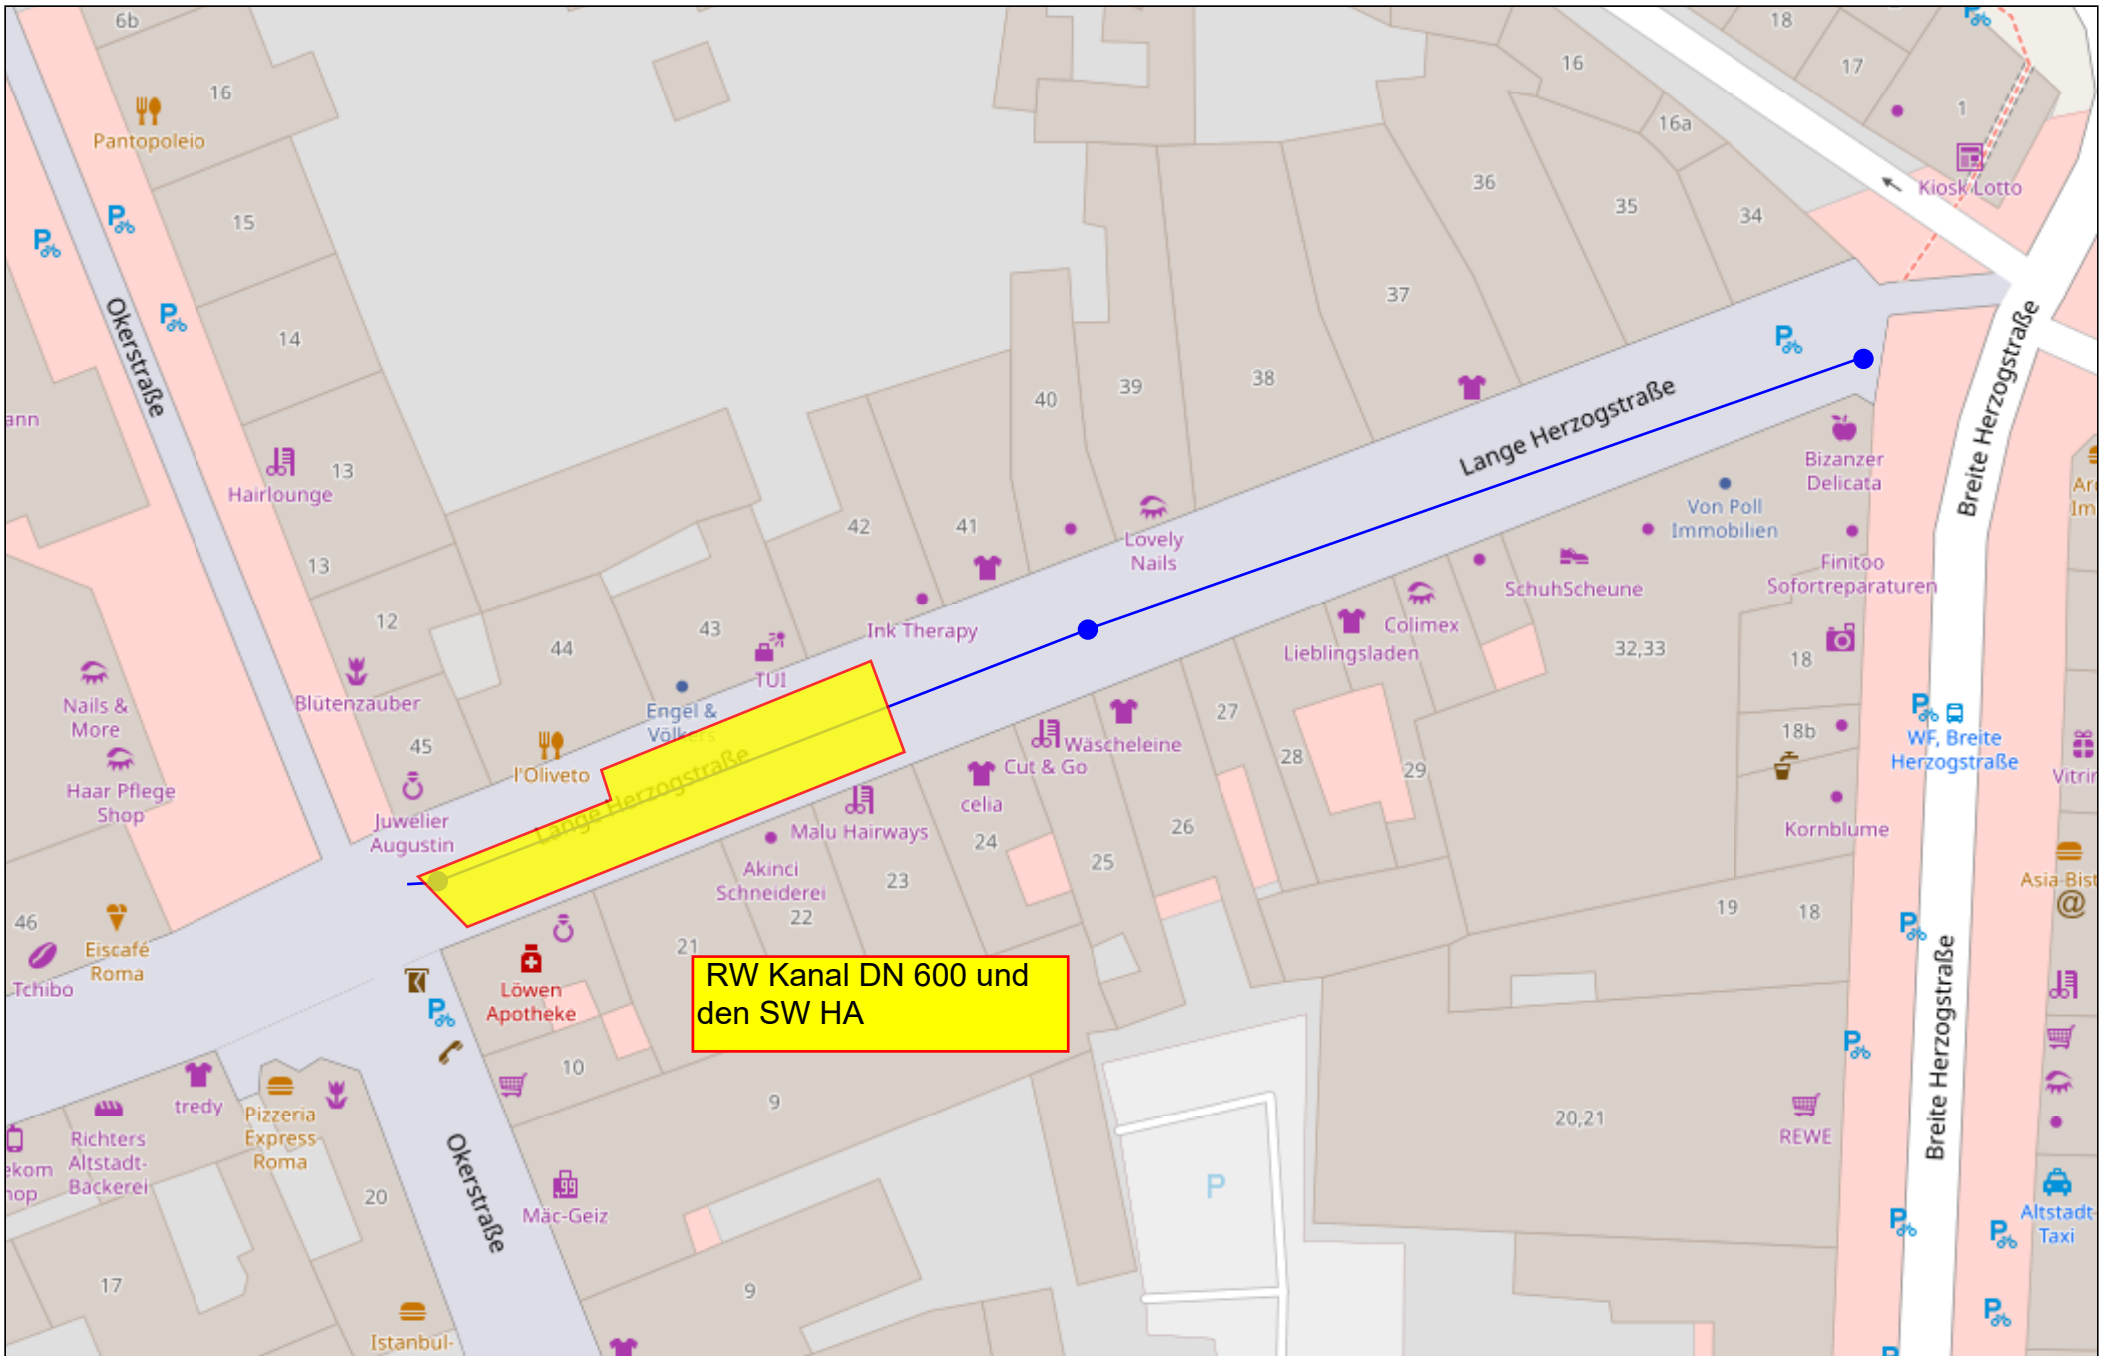 6b
18
16
17
16
1
16a
Pantopoleio
Kiosk Lotto
36
35
34
15
37
14
Okerstraße
38
39
40
Lange Herzogstraße
Breite Herzogstraße
ann
13
Hairlounge
Bizanzer
Delicata
Von Poll
Immobilien
42
41
Lovely
Nails
13
Finitoo
Sofortreparaturen
SchuhScheune
12
44
43
Ink Therapy
Colimex
Lieblingsladen
32,33
18
TUI
Nails &
More
Blütenzauber
45
Engel &
Völkers
l'Oliveto
Lange Herzogstraße
27
Wäscheleine
Cut & Go
28
29
18b
WF, Breite
Herzogstraße
Haar Pflege
Shop
Juwelier
Augustin
celia
Malu Hairways
24
26
Kornblume
25
Akinci
Schneiderei
23
22
46
Eiscafé
Roma
Tchibo
21
19
18
Asia Bist
@
Löwen
Apotheke
RW Kanal DN 600 und
den SW HA
Breite Herzogstraße
10
9
tredy
Pizzeria
Express
Roma
Richters
Altstadt-
Bäckerei
ekom
hop
20
Okerstraße
Mäc-Geiz
P
20,21
REWE
Altstadt
Taxi
17
9
Istanbul-